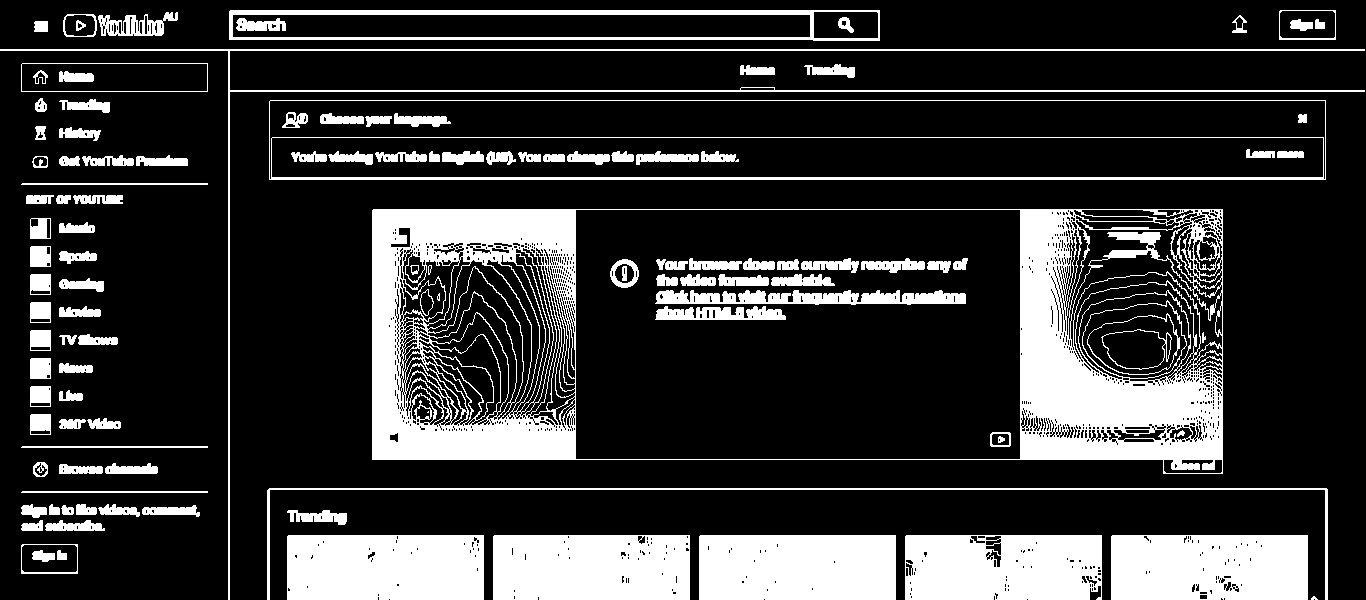 YouTube AU
Search
Sign in
Home
Trending
History
Get YouTube Premium
BEST OF YOUTUBE
Music
Sports
Gaming
Movies
TV Shows
News
Live
360° Video
Browse channels
Sign in to like videos, comment,
and subscribe.
Sign in
Home Trending
Choose your language.
You're viewing YouTube in English (US). You can change this preference below.
Learn more
Move Beyond
Your browser does not currently recognize any of
the video formats available.
Click here to visit our frequently asked questions
about HTML5 video.
Close ad
Trending